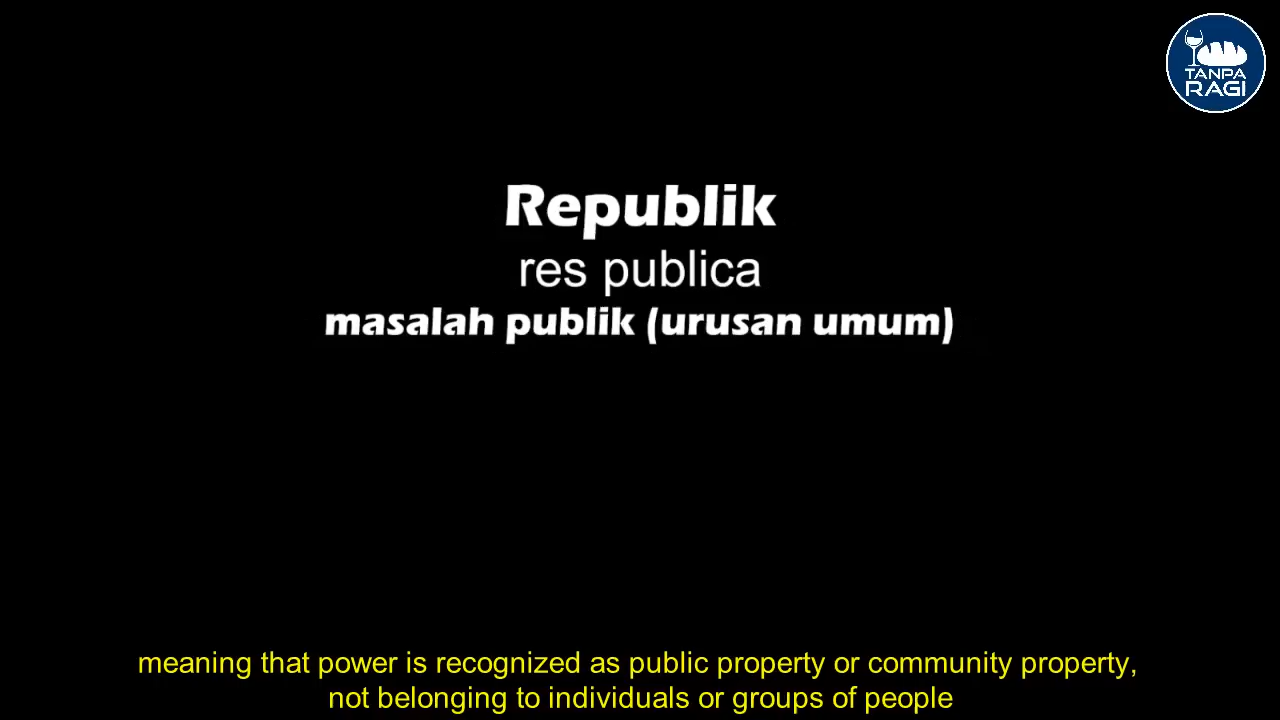 TANPA
RAGI
Republik
res publica
masalah publik (urusan umum)
meaning that power is recognized as public property or community property,
not belonging to individuals or groups of people